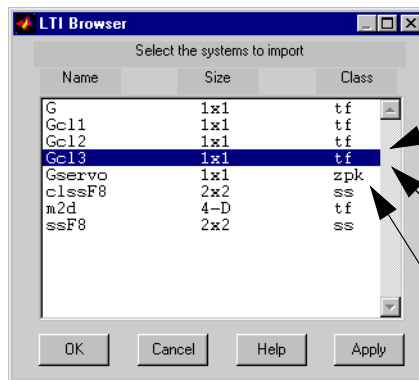 LTI Browser
Select the systems to import
Name Size Class
G 1x1 tf
Gcl1 1x1 tf
Gcl2 1x1 tf
Gcl3 1x1 tf
Gservo 1x1 zpk
clssF8 2x2 ss
m2d 4-D tf
ssF8 2x2 ss
OK Cancel Help Apply